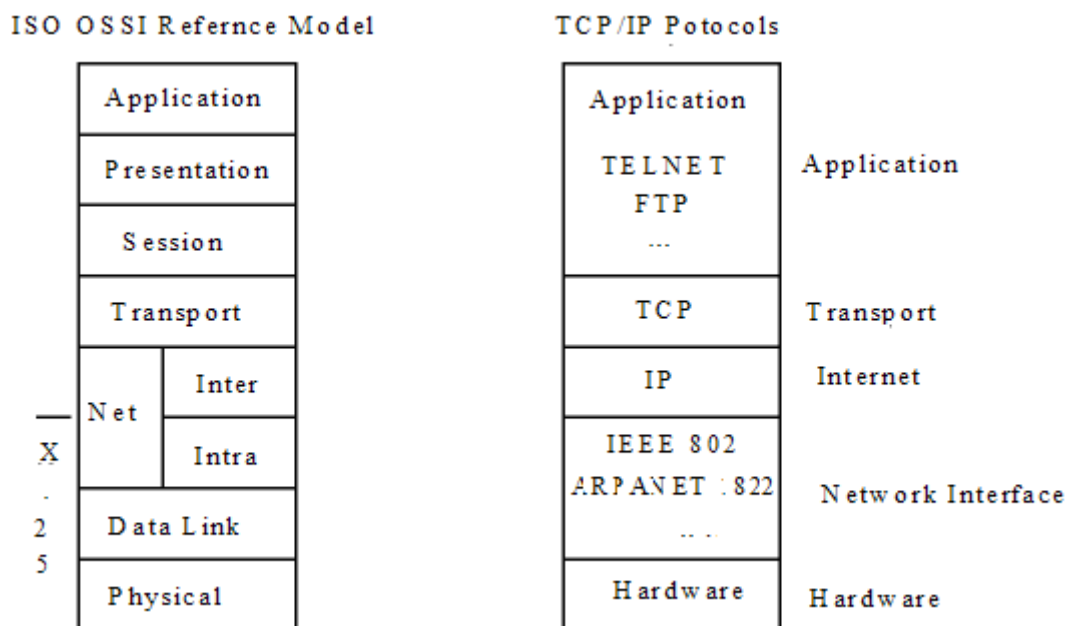 ISO OSSI Refernce Model
Application
Presentation
Session
Transport
Net
Inter
Intra
Data Link
Physical
X
.
2
5
TCP/IP Potocols
Application
TELNET
FTP
...
TCP
IP
IEEE 802
ARPANET 1822
... .
Hardware
Application
Transport
Internet
Network Interface
Hardware